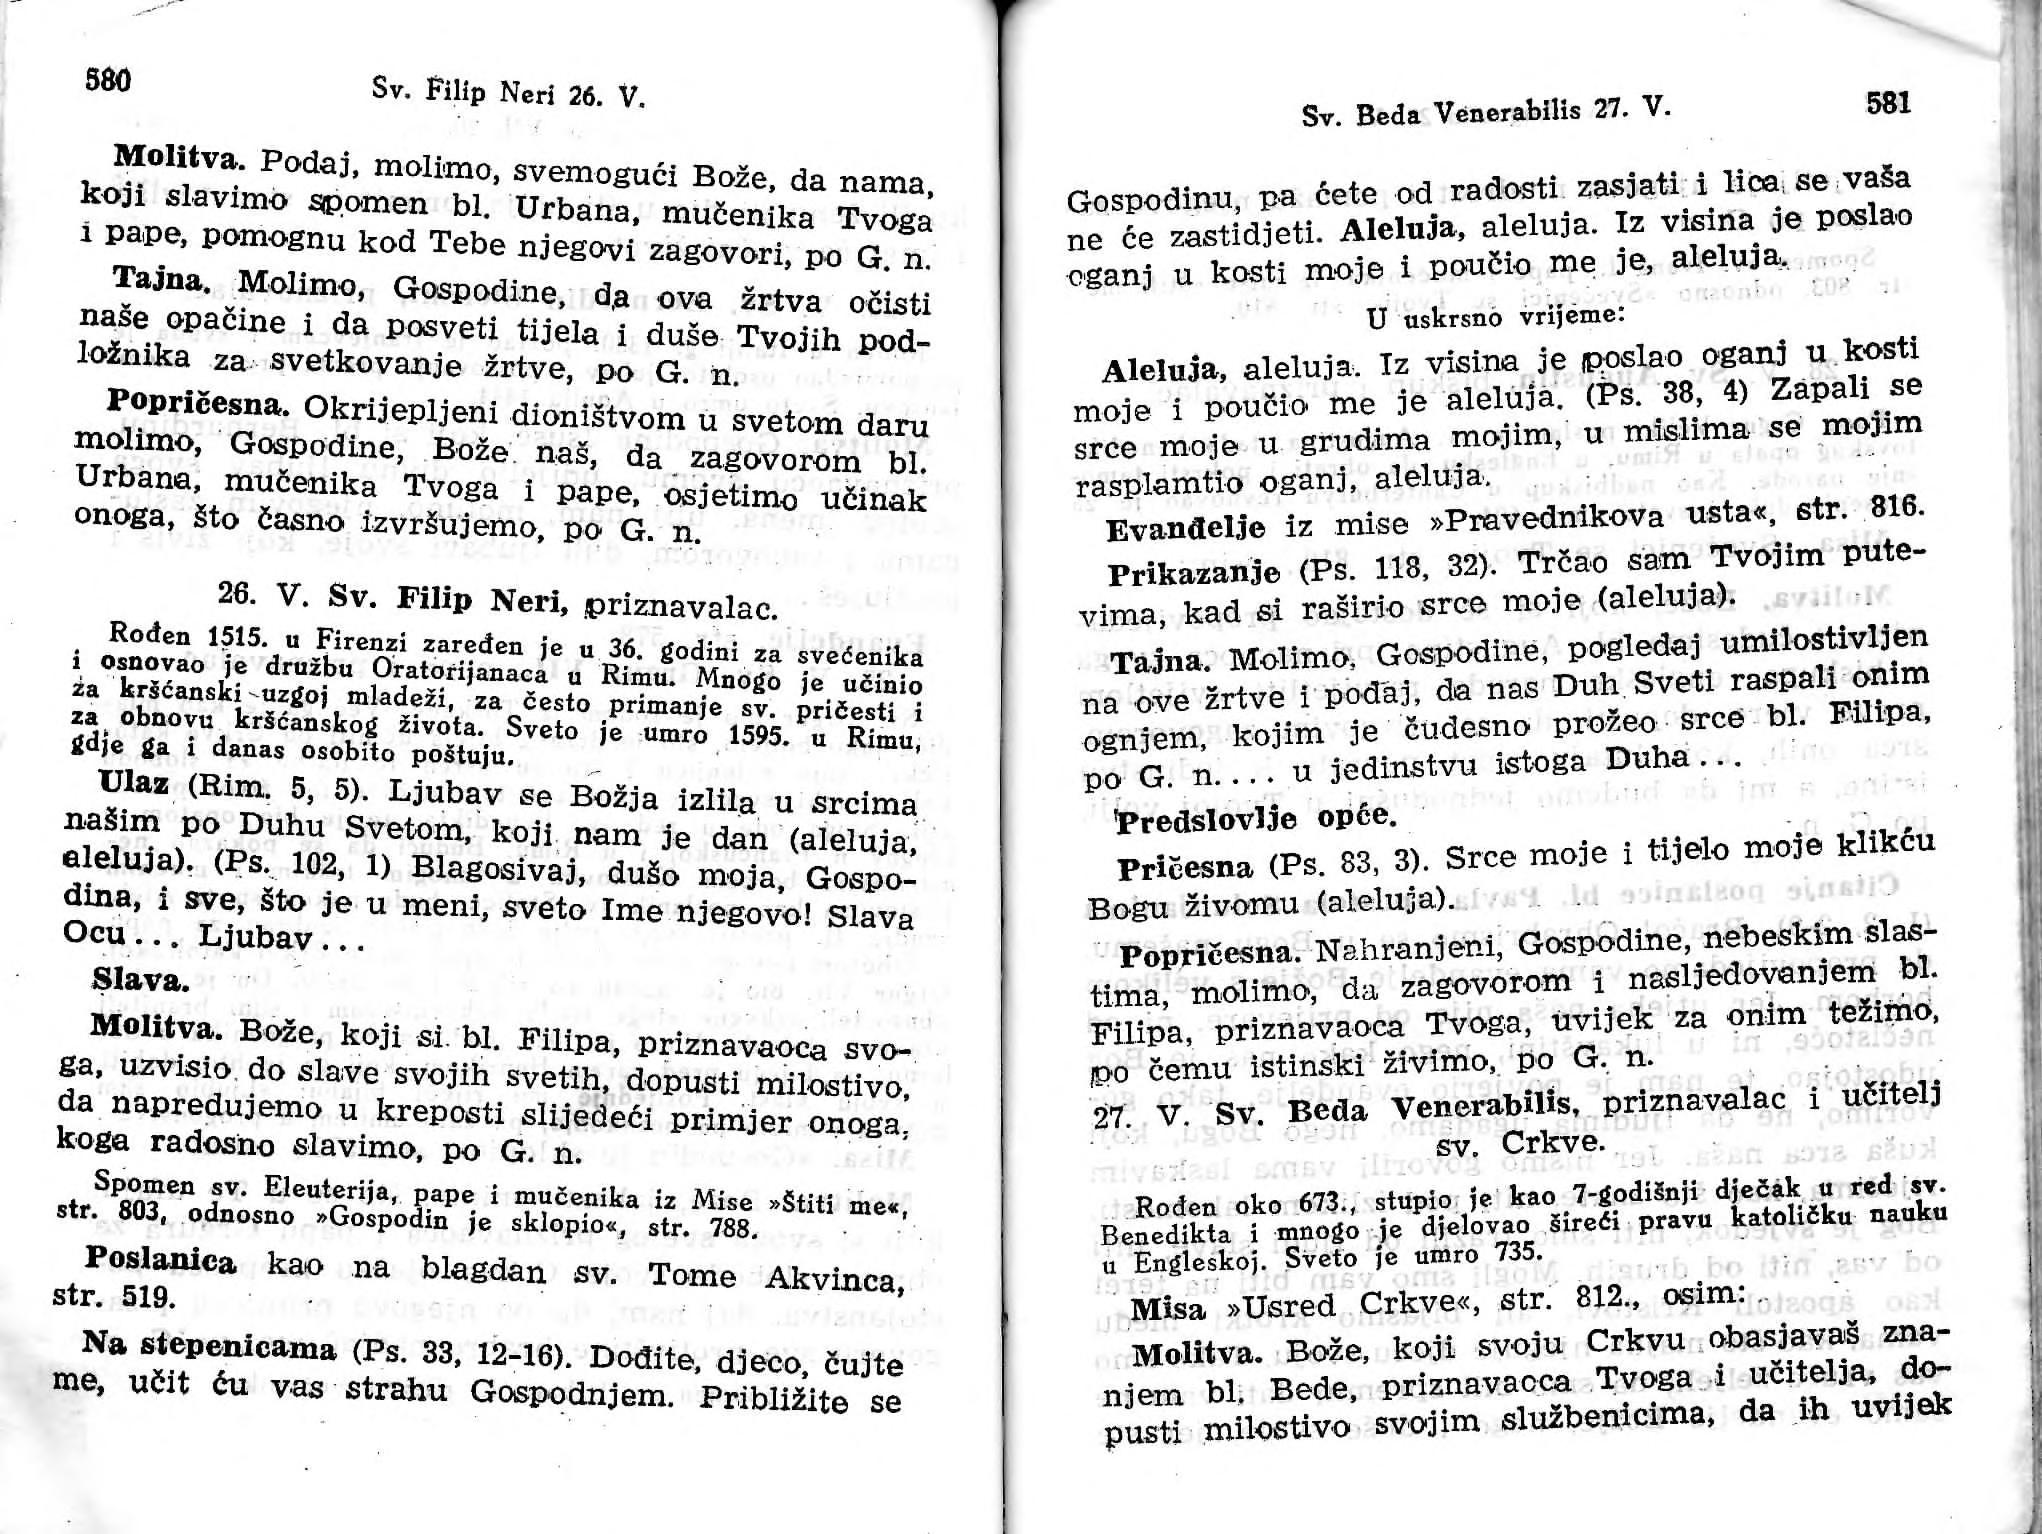 580
Sv. Filip Neri 26. V.
Molitva. Podaj, molimo, svemogući Bože, da nama,
koji slavimo spomen bl. Urbana, mučenika Tvoga
i pape, pomognu kod Tebe njegovi zagovori, po G. n.
Tajna. Molimo, Gospodine, da ova žrtva očisti
naše opačine i da posveti tijela i duše Tvojih pod-
ložnika za svetkovanje žrtve, po G. n.
Popričesna. Okrijepljeni dioništvom u svetom daru
molimo, Gospodine, Bože naš, da zagovorom bl.
Urbana, mučenika Tvoga i pape, osjetimo učinak
onoga, što časno izvršujemo, po G. n.
26. V. Sv. Filip Neri, priznavalac.
Rođen 1515. u Firenzi zaređen je u 36. godini za svećenika
i osnovao je družbu Oratorijanaca u Rimu. Mnogo je učinio
za kršćanski uzgoj mladeži, za često primanje sv. pričesti i
za obnovu kršćanskog života. Sveto je umro 1595. u Rimu,
gdje ga i danas osobito poštuju.
Ulaz (Rim. 5, 5). Ljubav se Božja izlila u srcima
našim po Duhu Svetom, koji nam je dan (aleluja,
aleluja). (Ps. 102, 1) Blagosivaj, dušo moja, Gospo-
dina, i sve, što je u meni, sveto Ime njegovo! Slava
Ocu... Ljubav...
Slava.
Molitva. Bože, koji si bl. Filipa, priznavaoca svo-
ga, uzvisio do slave svojih svetih, dopusti milostivo,
da napredujemo u kreposti slijedeći primjer onoga,
koga radosno slavimo, po G. n.
Spomen sv. Eleuterija, pape i mučenika iz Mise »Štiti me«,
str. 803, odnosno »Gospodin je sklopio«, str. 788.
Poslanica kao na blagdan sv. Tome Akvinca,
str. 519.
Na stepenicama (Ps. 33, 12-16). Dođite, djeco, čujte
me, učit ću vas strahu Gospodnjem. Približite se
Sv. Beda Venerabilis 27. V.
581
Gospodinu, pa ćete od radosti zasjati i lica se vaša
ne će zastidjeti. Aleluja, aleluja. Iz visina je poslao
oganj u kosti moje i poučio me je, aleluja.
U uskrsno vrijeme:
Aleluja, aleluja. Iz visina je poslao oganj u kosti
moje i poučio me je aleluja. (Ps. 38, 4) Zapali se
srce moje u grudima mojim, u mislima se mojim
rasplamtio oganj, aleluja.
Evanđelje iz mise »Pravednikova usta«, str. 816.
Prikazanje (Ps. 118, 32). Trčao sam Tvojim pute-
vima, kad si raširio srce moje (aleluja).
Tajna. Molimo, Gospodine, pogledaj umilostivljen
na ove žrtve i podaj, da nas Duh Sveti raspali onim
ognjem, kojim je čudesno prožeo srce bl. Filipa,
po G. n.... u jedinstvu istoga Duha...
Predslovlje opće.
Pričesna (Ps. 83, 3). Srce moje i tijelo moje klikću
Bogu živomu (aleluja).
Popričesna. Nahranjeni, Gospodine, nebeskim slas-
tima, molimo, da zagovorom i nasljedovanjem bl.
Filipa, priznavaoca Tvoga, uvijek za onim težimo,
po čemu istinski živimo, po G. n.
27. V. Sv. Beda Venerabilis, priznavalac i učitelj
sv. Crkve.
Rođen oko 673., stupio je kao 7-godišnji dječak u red sv.
Benedikta i mnogo je djelovao šireći pravu katoličku nauku
u Engleskoj. Sveto je umro 735.
Misa »Usred Crkve«, str. 812., osim:
Molitva. Bože, koji svoju Crkvu obasjavaš zna-
njem bl. Bede, priznavaoca Tvoga i učitelja, do-
pusti milostivo svojim službenicima, da ih uvijek